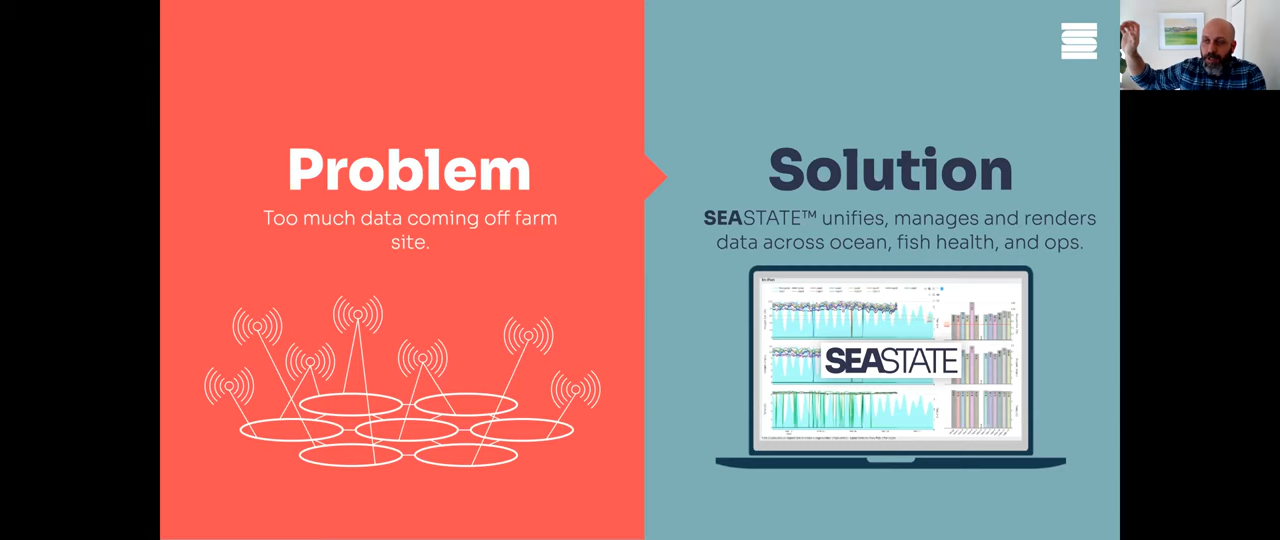 Problem
Too much data coming off farm
site.
Solution
SEASTATE™ unifies, manages and renders
data across ocean, fish health, and ops.
SEASTATE